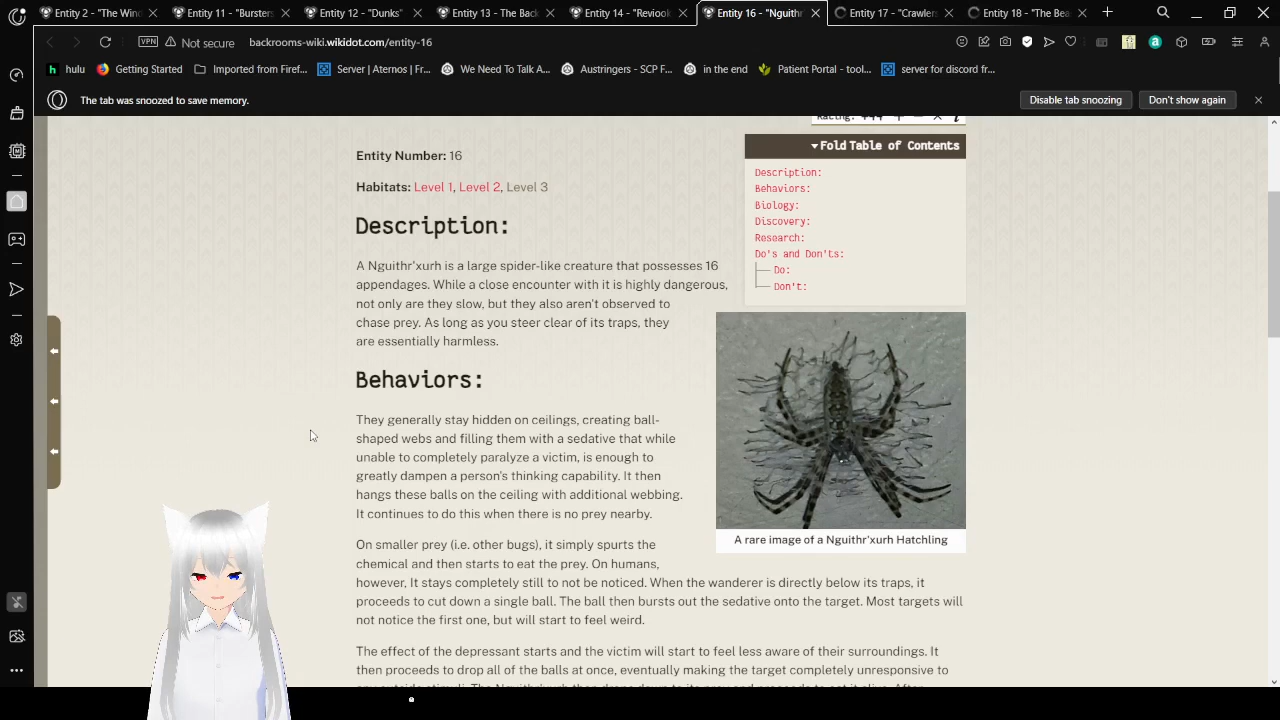 Entity 2 - "The Wind
Entity 11 - "Bursters
Entity 12 - "Dunks"
Entity 13 - The Back
Entity 14 - "Reviook
Entity 16 - "Nguithr'
Entity 17 - "Crawlers
Entity 18 - "The Bea
VPN
Not secure
backrooms-wiki.wikidot.com/entity-16
hulu
Getting Started
Imported from Firef...
Server | Aternos | Fr...
We Need To Talk A...
Austringers - SCP F...
in the end
Patient Portal - tool...
server for discord fr...
The tab was snoozed to save memory.
Disable tab snoozing
Don't show again
Entity Number: 16
Habitats: Level 1, Level 2, Level 3
Fold Table of Contents
Description:
Behaviors:
Biology:
Discovery:
Research:
Do's and Don'ts:
Do:
Don't:
Description:
A Nguithr'xurh is a large spider-like creature that possesses 16
appendages. While a close encounter with it is highly dangerous,
not only are they slow, but they also aren't observed to
chase prey. As long as you steer clear of its traps, they
are essentially harmless.
A rare image of a Nguithr'xurh Hatchling
Behaviors:
They generally stay hidden on ceilings, creating ball-
shaped webs and filling them with a sedative that while
unable to completely paralyze a victim, is enough to
greatly dampen a person's thinking capability. It then
hangs these balls on the ceiling with additional webbing.
It continues to do this when there is no prey nearby.
On smaller prey (i.e. other bugs), it simply spurts the
chemical and then starts to eat the prey. On humans,
however, It stays completely still to not be noticed. When the wanderer is directly below its traps, it
proceeds to cut down a single ball. The ball then bursts out the sedative onto the target. Most targets will
not notice the first one, but will start to feel weird.
The effect of the depressant starts and the victim will start to feel less aware of their surroundings. It
then proceeds to drop all of the balls at once, eventually making the target completely unresponsive to